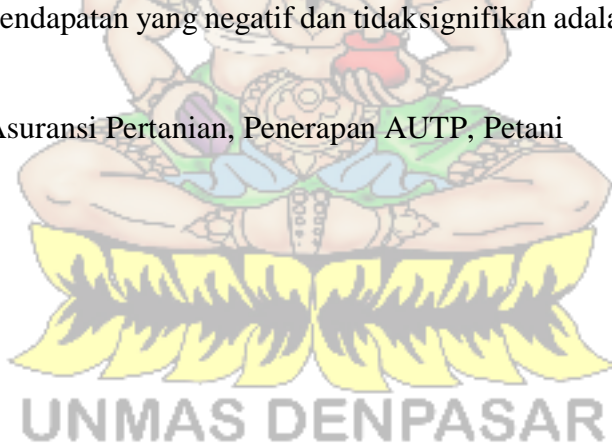 endapatan yang negatif dan tidaksignifikan adala
Asuransi Pertanian, Penerapan AUTP, Petani
UNMAS DENPASAR